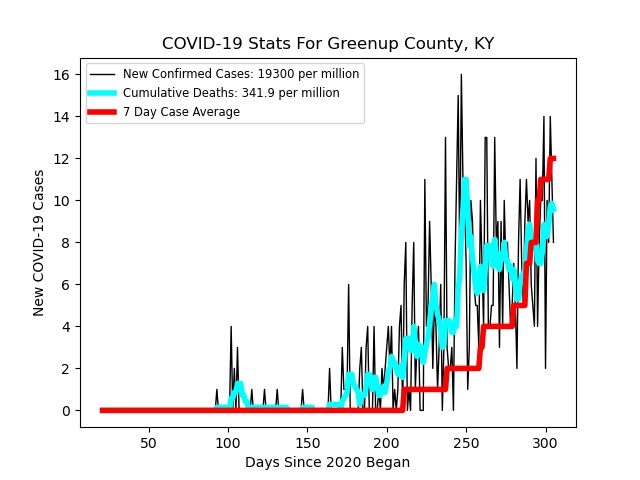 COVID-19 Stats For Greenup County, KY
New Confirmed Cases: 19300 per million
Cumulative Deaths: 341.9 per million
7 Day Case Average
New COVID-19 Cases
16
14
12
10
8
6
4
2
0
50 100 150 200 250 300
Days Since 2020 Began